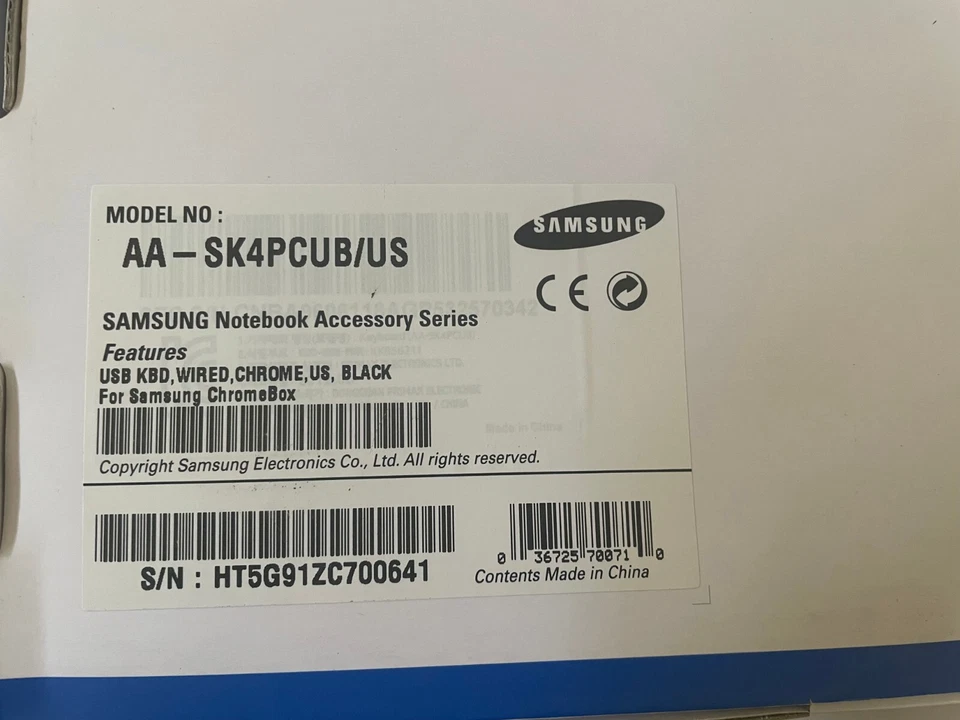 MODEL NO :
AA-SK4PCUB/US
SAMSUNG
CE
SAMSUNG Notebook Accessory Series
Features
USB KBD,WIRED,CHROME,US, BLACK
For Samsung ChromeBox
Copyright Samsung Electronics Co., Ltd. All rights reserved.
S/N : HT5G91ZC700641
0 36725 70071 0
Contents Made in China
Made in China